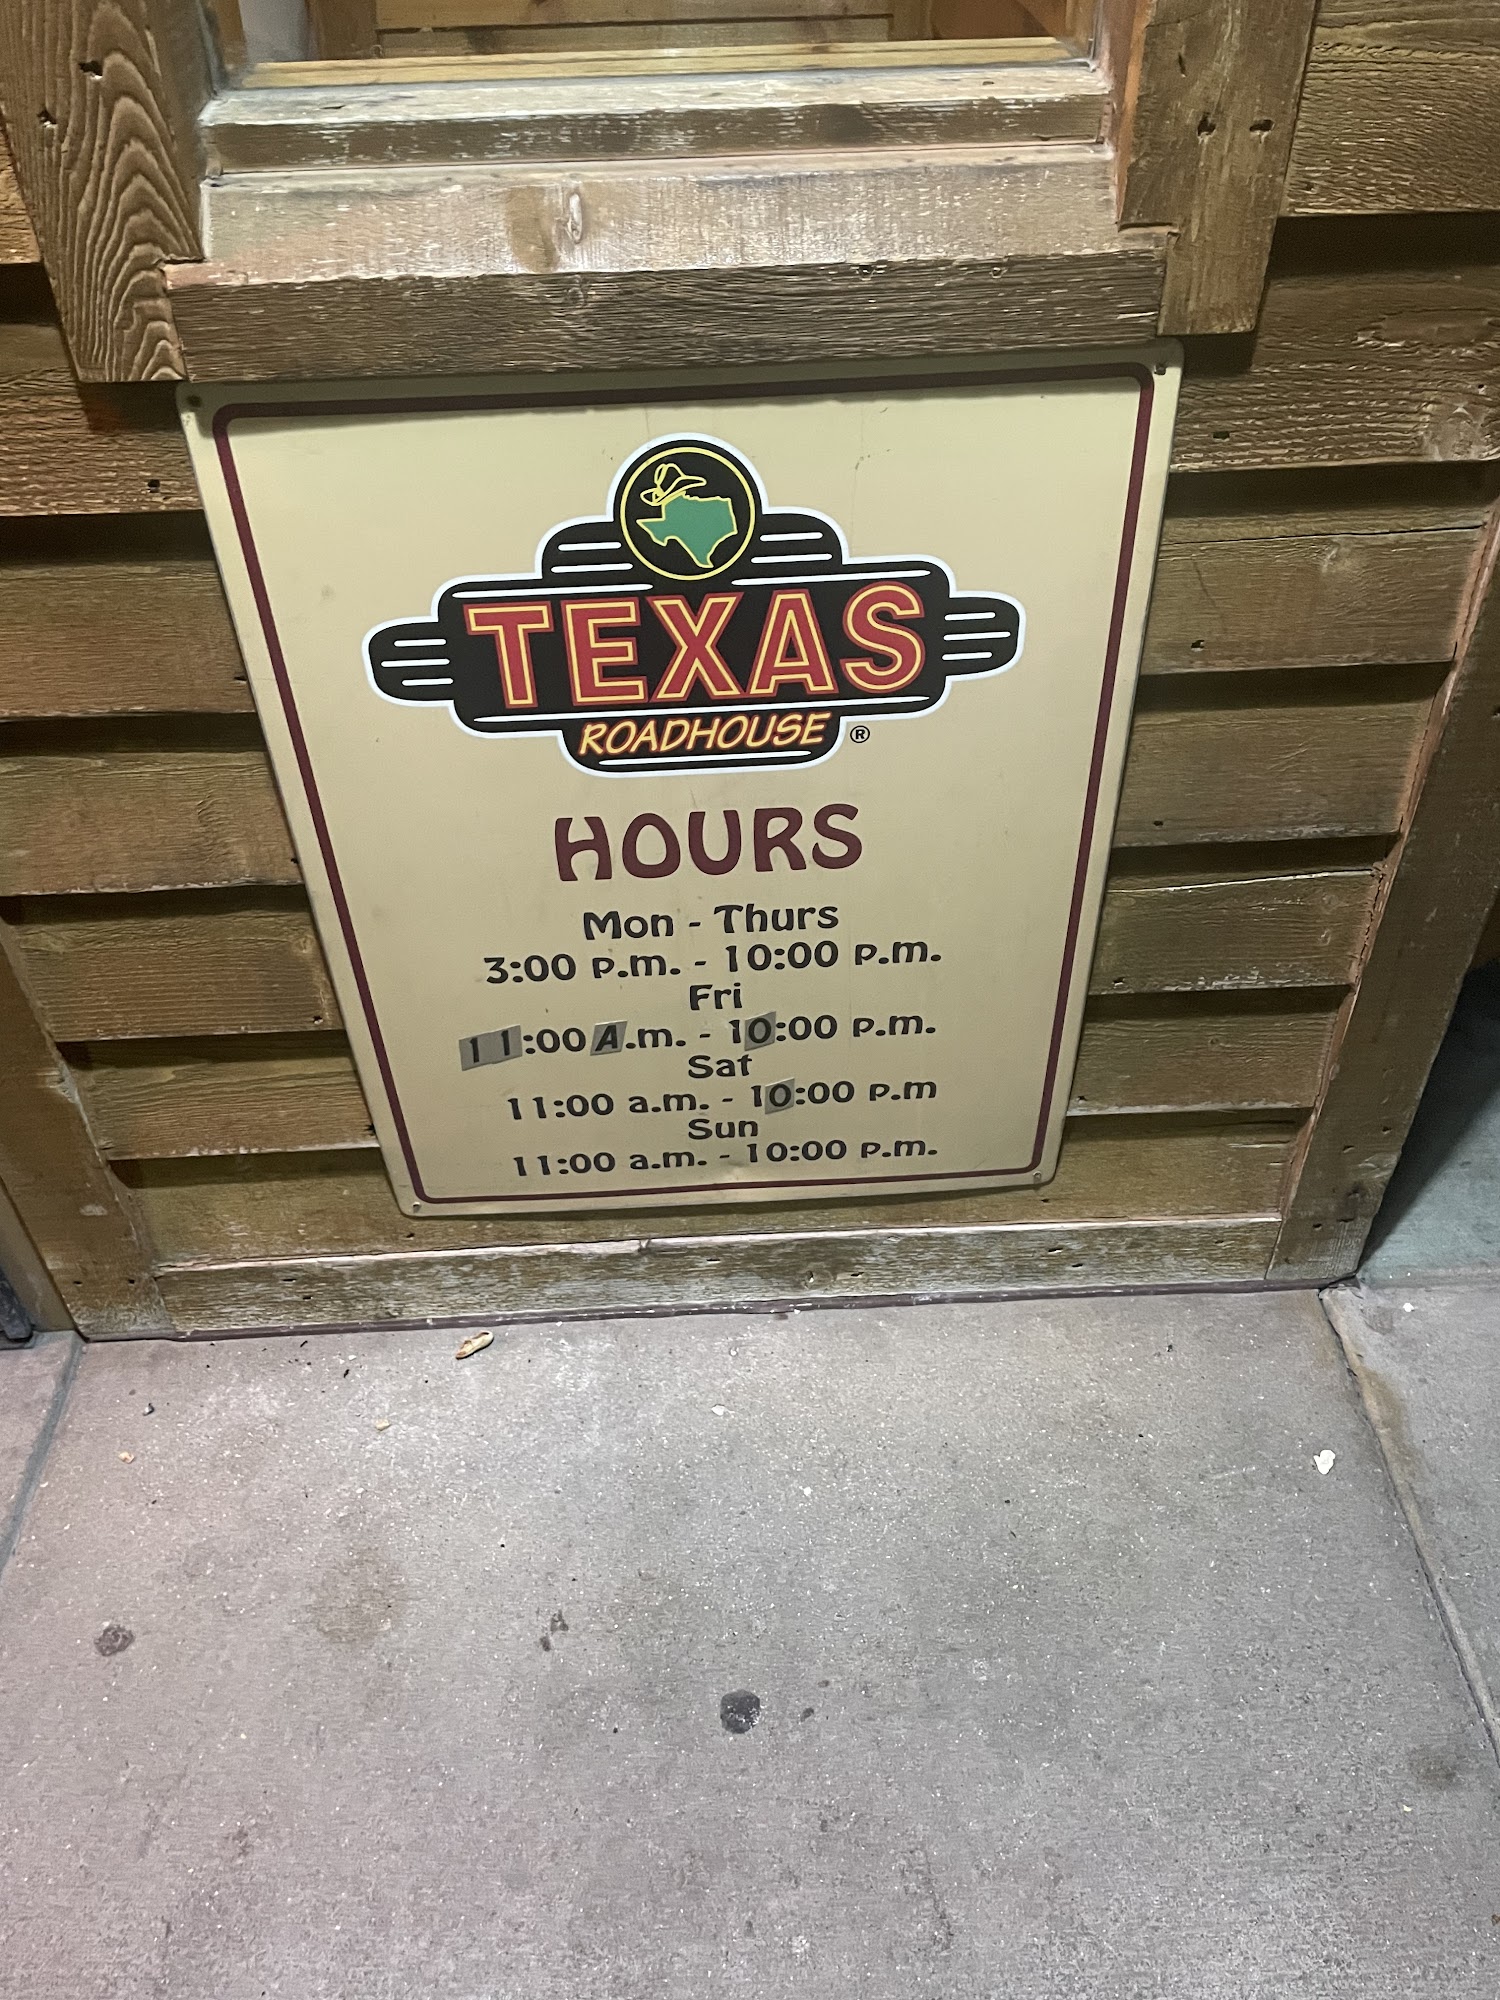 TEXAS
ROADHOUSE ®
HOURS
Mon - Thurs
3:00 P.m. - 10:00 P.m.
Fri
11:00 A.m. - 10:00 P.m.
Sat
11:00 a.m. - 10:00 P.m
Sun
11:00 a.m. - 10:00 P.m.